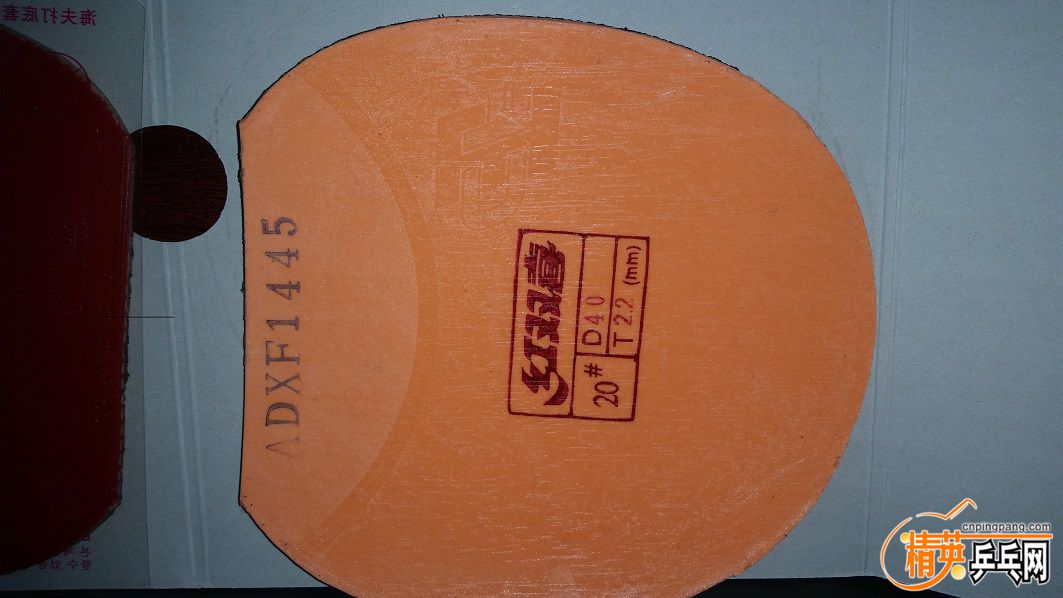 海夫打底套
ADXF1445
红双喜
20#
D40
T2.2 (mm)
cnpingpang.com
精英乒乓网